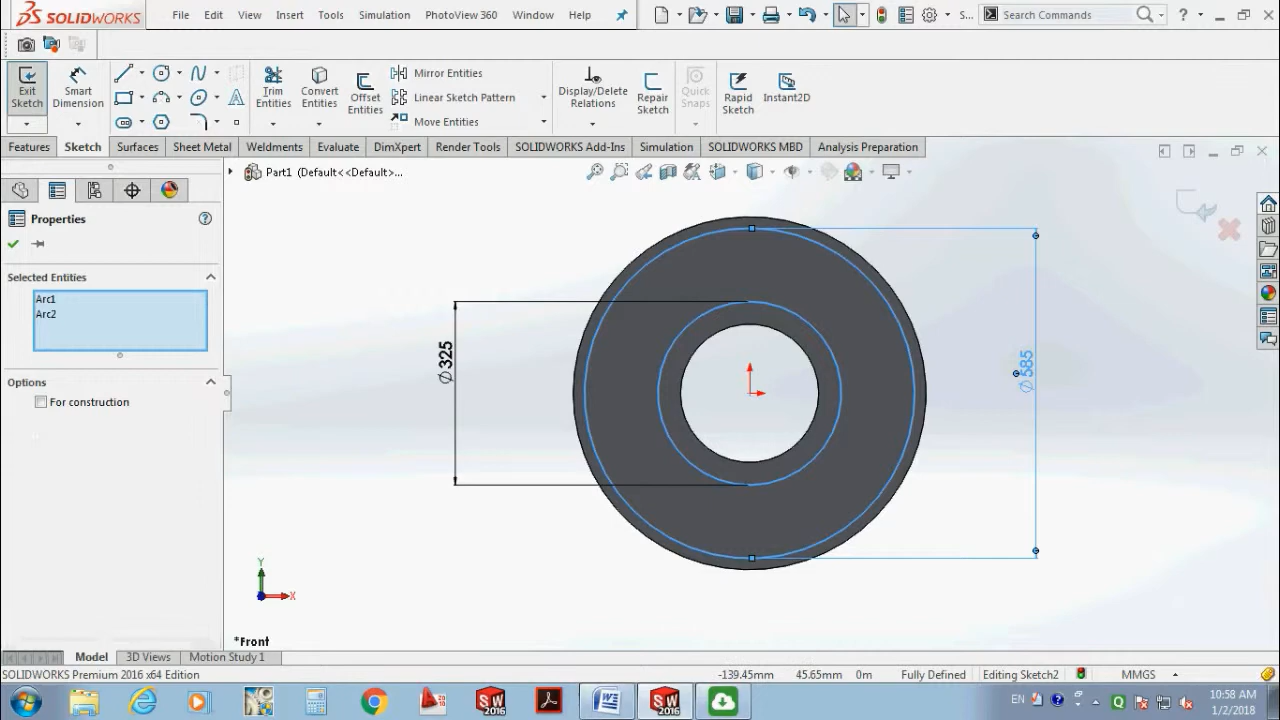 SOLIDWORKS File Edit View Insert Tools Simulation PhotoView 360 Window Help S... Search Commands ?
Exit Sketch
Smart Dimension
Trim Entities
Convert Entities
Offset Entities
Mirror Entities
Linear Sketch Pattern
Move Entities
Display/Delete Relations
Repair Sketch
Quick Snaps
Rapid Sketch
Instant2D
Features Sketch Surfaces Sheet Metal Weldments Evaluate DimXpert Render Tools SOLIDWORKS Add-Ins Simulation SOLIDWORKS MBD Analysis Preparation
Part1 (Default<<Default>...
Properties ?
Selected Entities
Arc1
Arc2
Options
For construction
Ø325
Ø585
Y
X
*Front
Model 3D Views Motion Study 1
SOLIDWORKS Premium 2016 x64 Edition -139.45mm 45.65mm 0m Fully Defined Editing Sketch2 MMGS
SW 2016 SW 2016 EN 10:58 AM
1/2/2018